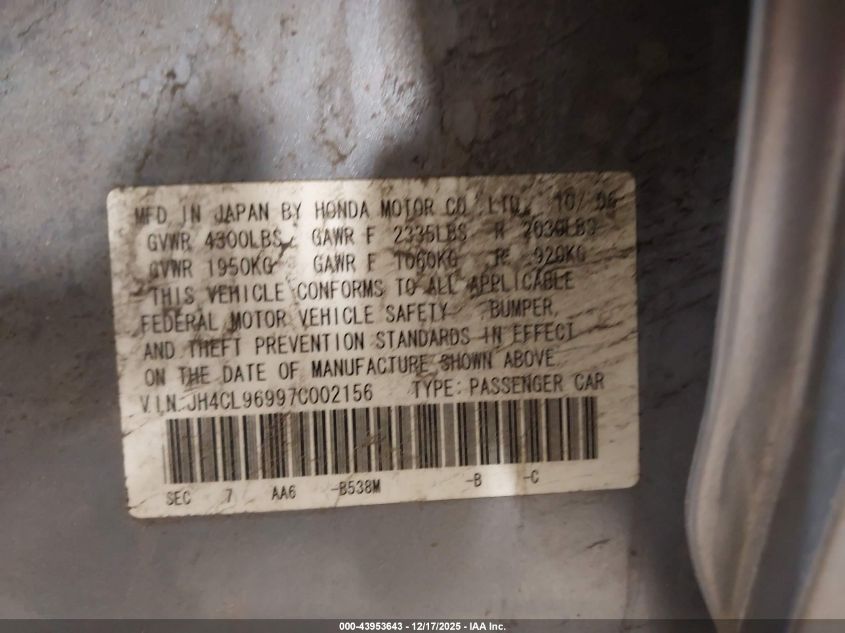 MFD IN JAPAN BY HONDA MOTOR CO.,LTD. 10/06
GVWR 4300LBS GAWR F 2335LBS R 2030LBS
GVWR 1950KG GAWR F 1060KG R 920KG
THIS VEHICLE CONFORMS TO ALL APPLICABLE
FEDERAL MOTOR VEHICLE SAFETY, BUMPER,
AND THEFT PREVENTION STANDARDS IN EFFECT
ON THE DATE OF MANUFACTURE SHOWN ABOVE.
V.I.N. JH4CL96997C002156 TYPE: PASSENGER CAR
SEC 7 AA6 -B538M -B -C
000-43953643 - 12/17/2025 - IAA Inc.